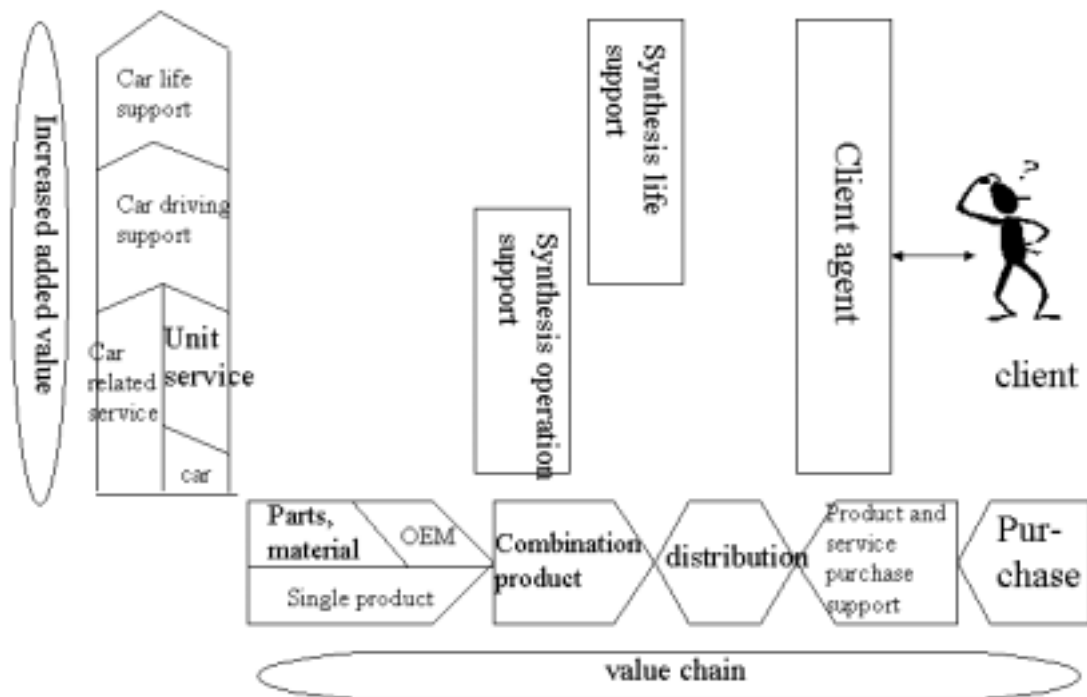 Increased added value
Car life
support
Car driving
support
Car
related
service
Unit
service
car
Synthesis operation
support
Synthesis life
support
Client agent
?
client
Parts,
material
OEM
Single product
Combination
product
distribution
Product and
service
purchase
support
Pur-
chase
value chain